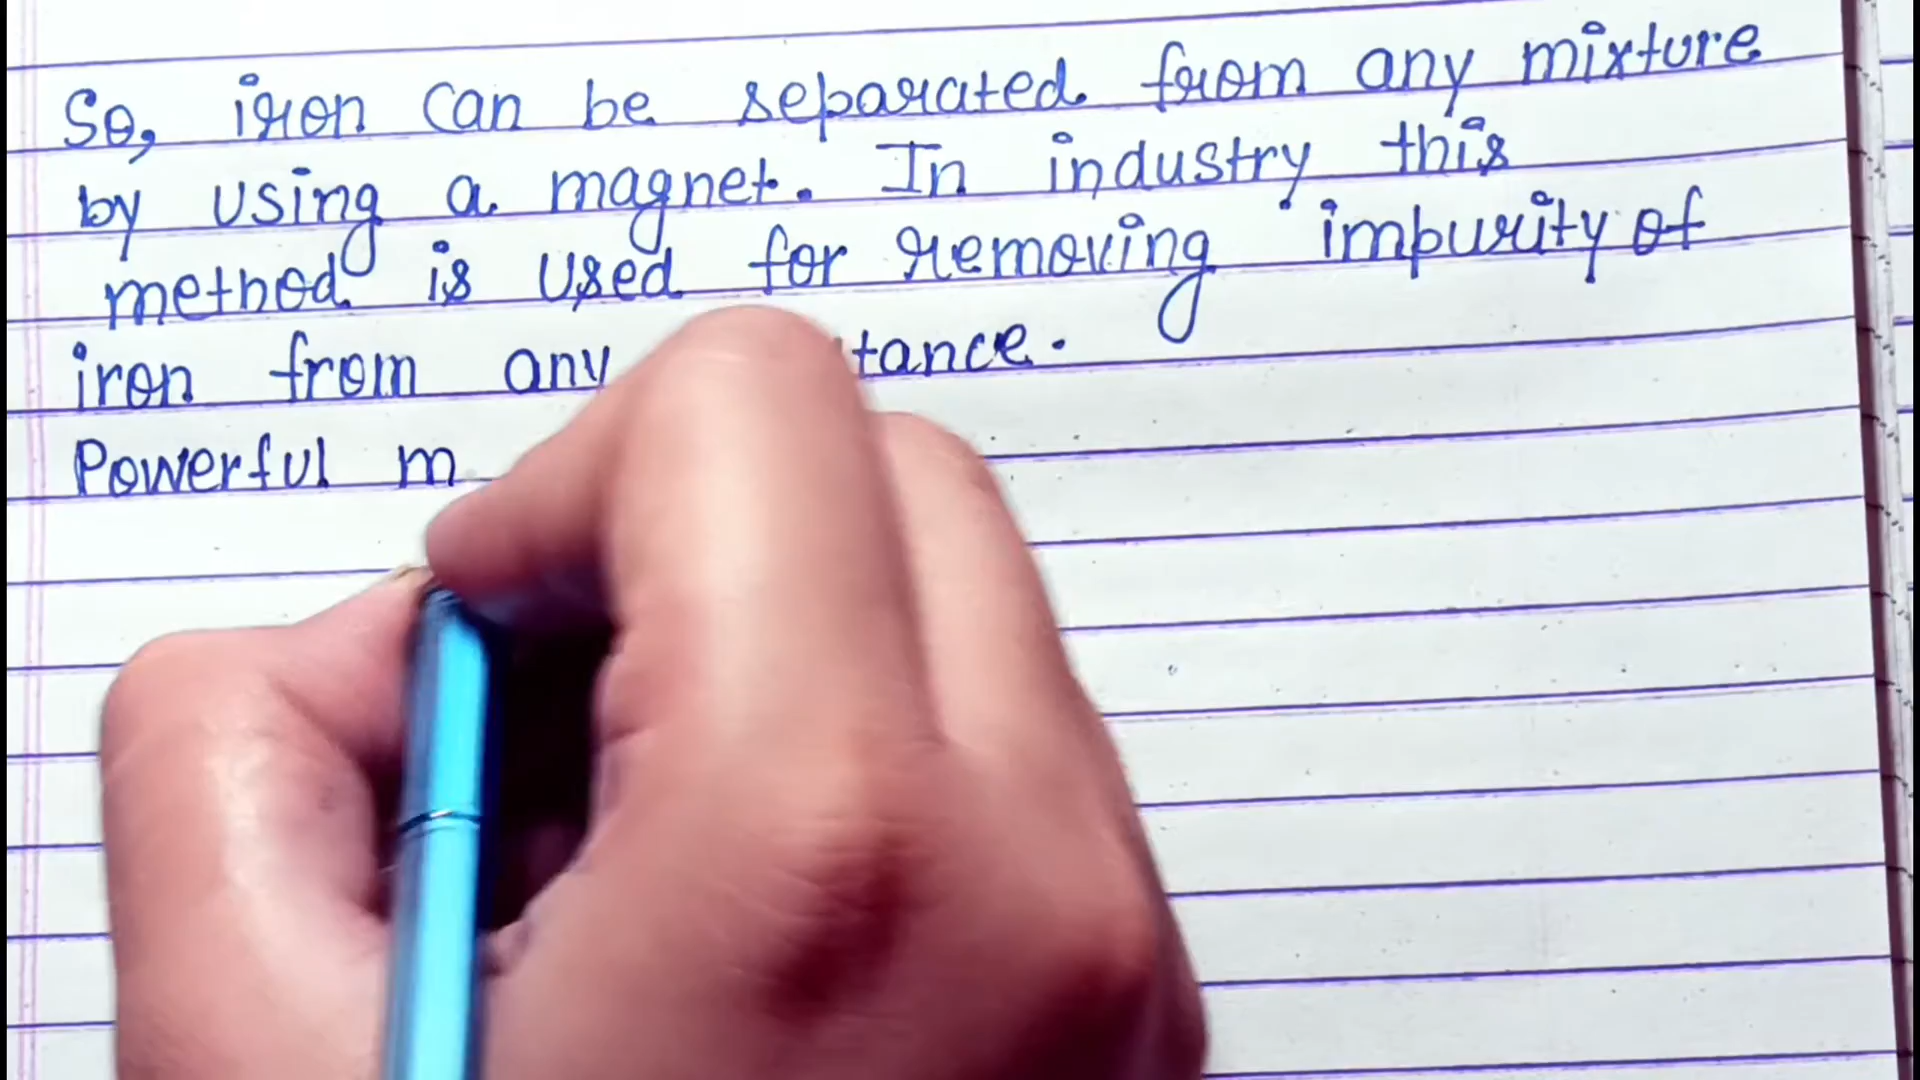 So, iron can be separated from any mixture
by using a magnet. In industry this
method is used for removing impurity of
iron from any
Powerful m